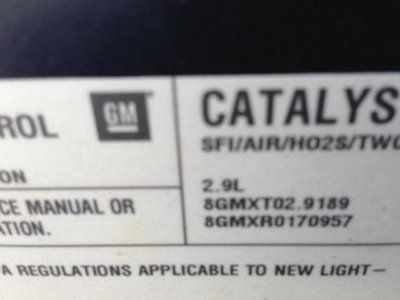 ROL
GM
CATALYS
SFI/AIR/HO2S/TWC
ON
2.9L
CE MANUAL OR
8GMXT02.9189
ATION.
8GMXR0170957
A REGULATIONS APPLICABLE TO NEW LIGHT—